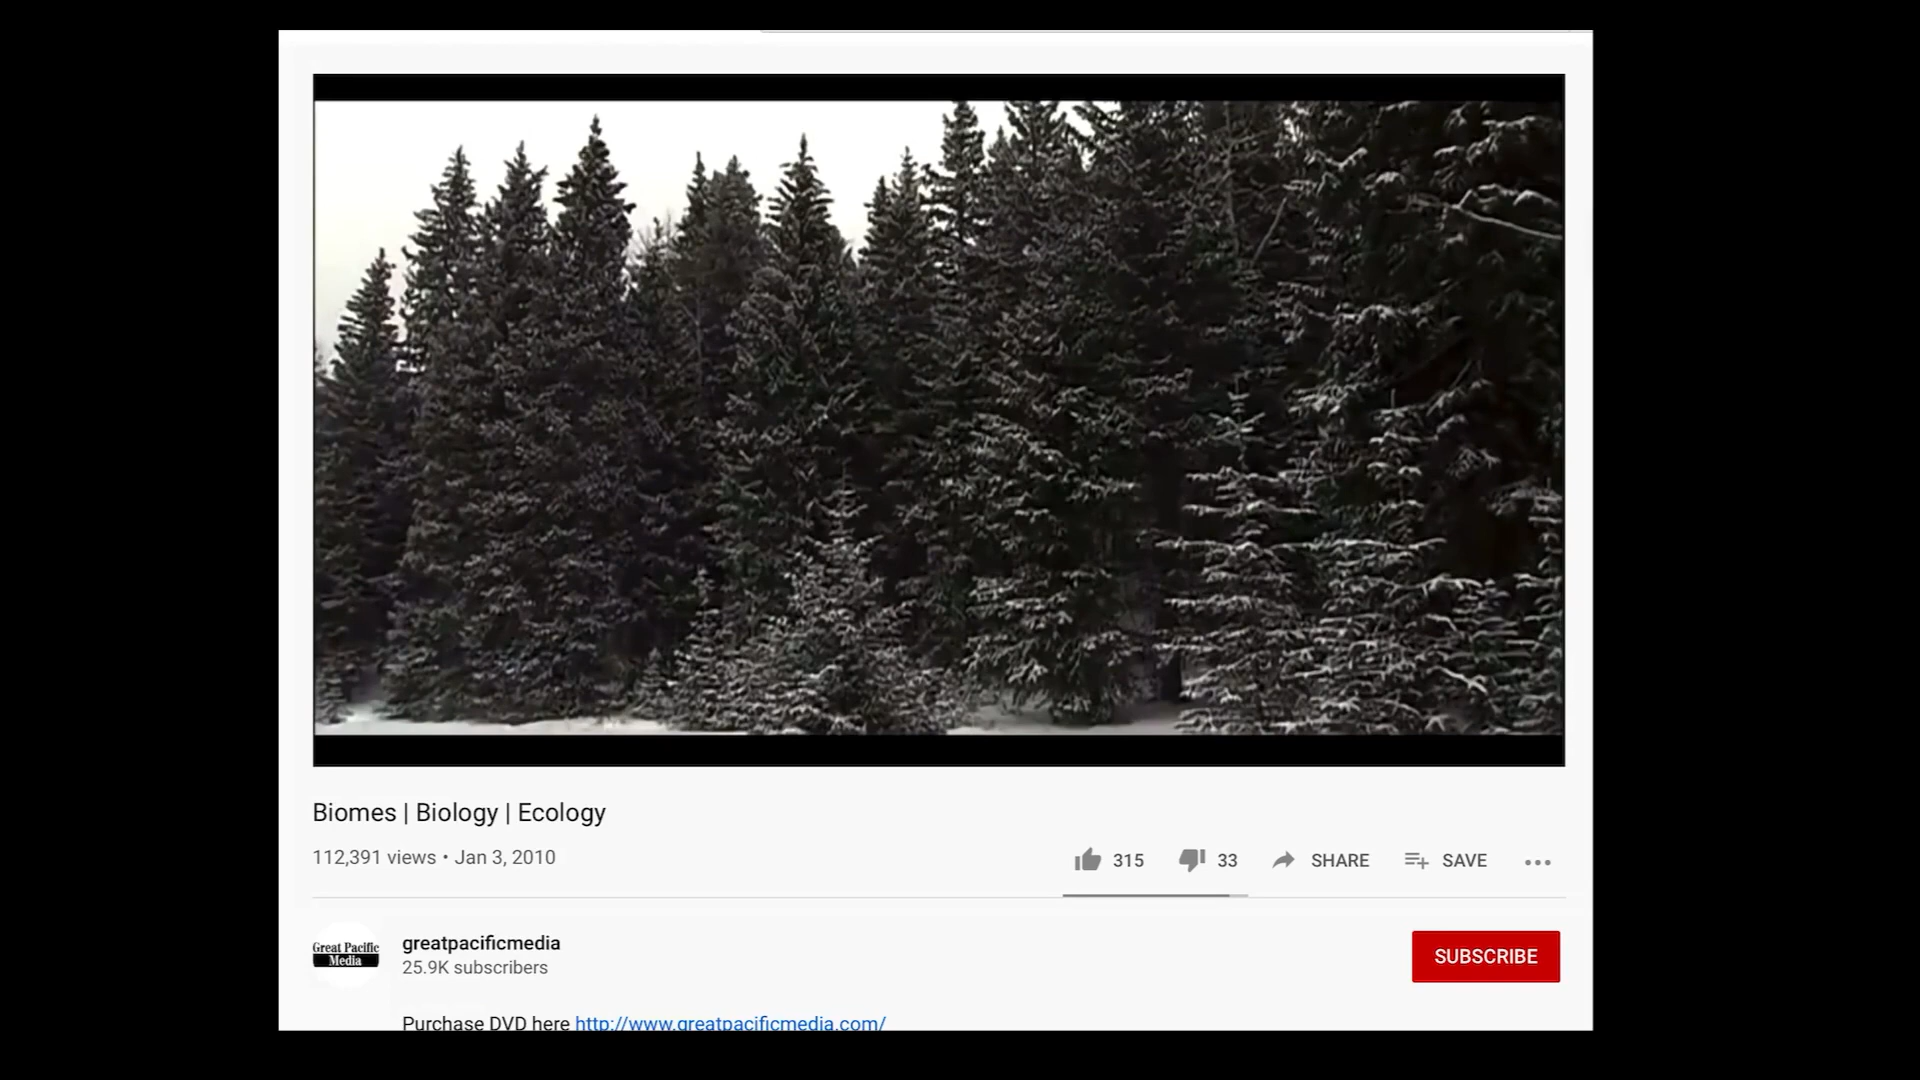 Biomes | Biology | Ecology
112,391 views • Jan 3, 2010
315
33
SHARE
SAVE
Great Pacific
Media
greatpacificmedia
25.9K subscribers
SUBSCRIBE
Purchase DVD here http://www.greatpacificmedia.com/